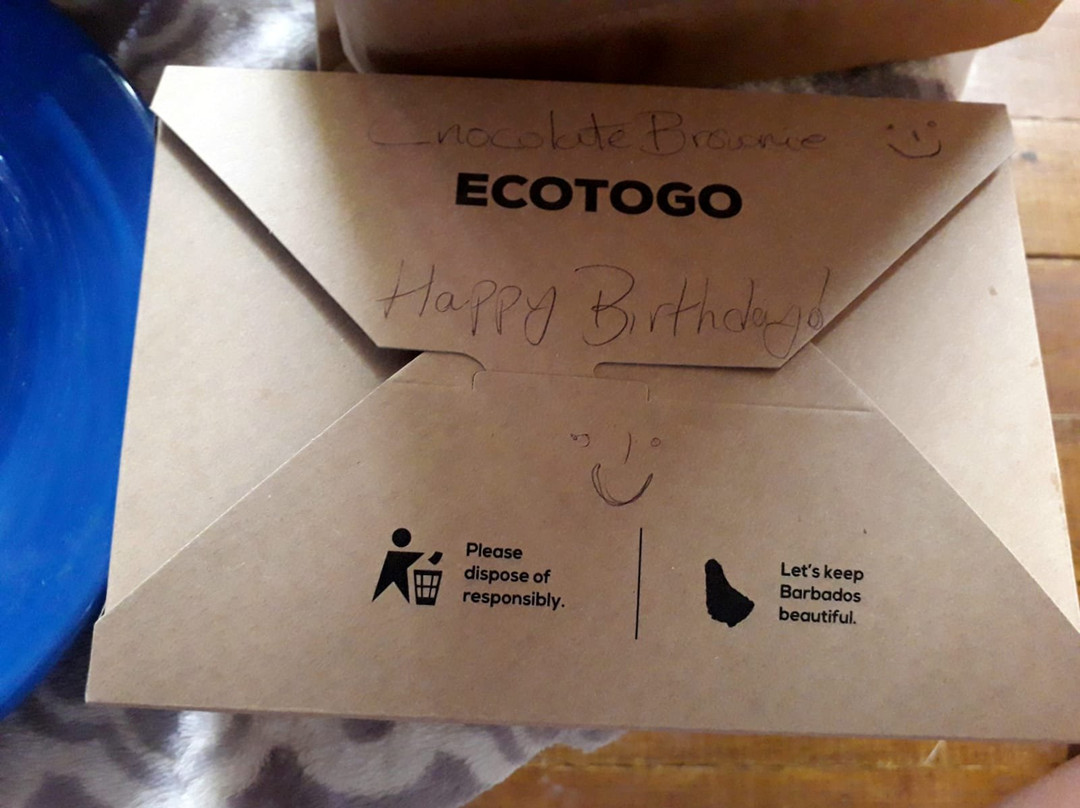 Chocolate Brownie
ECOTOGO
Happy Birthday!
Please
dispose of
responsibly.
Let's keep
Barbados
beautiful.